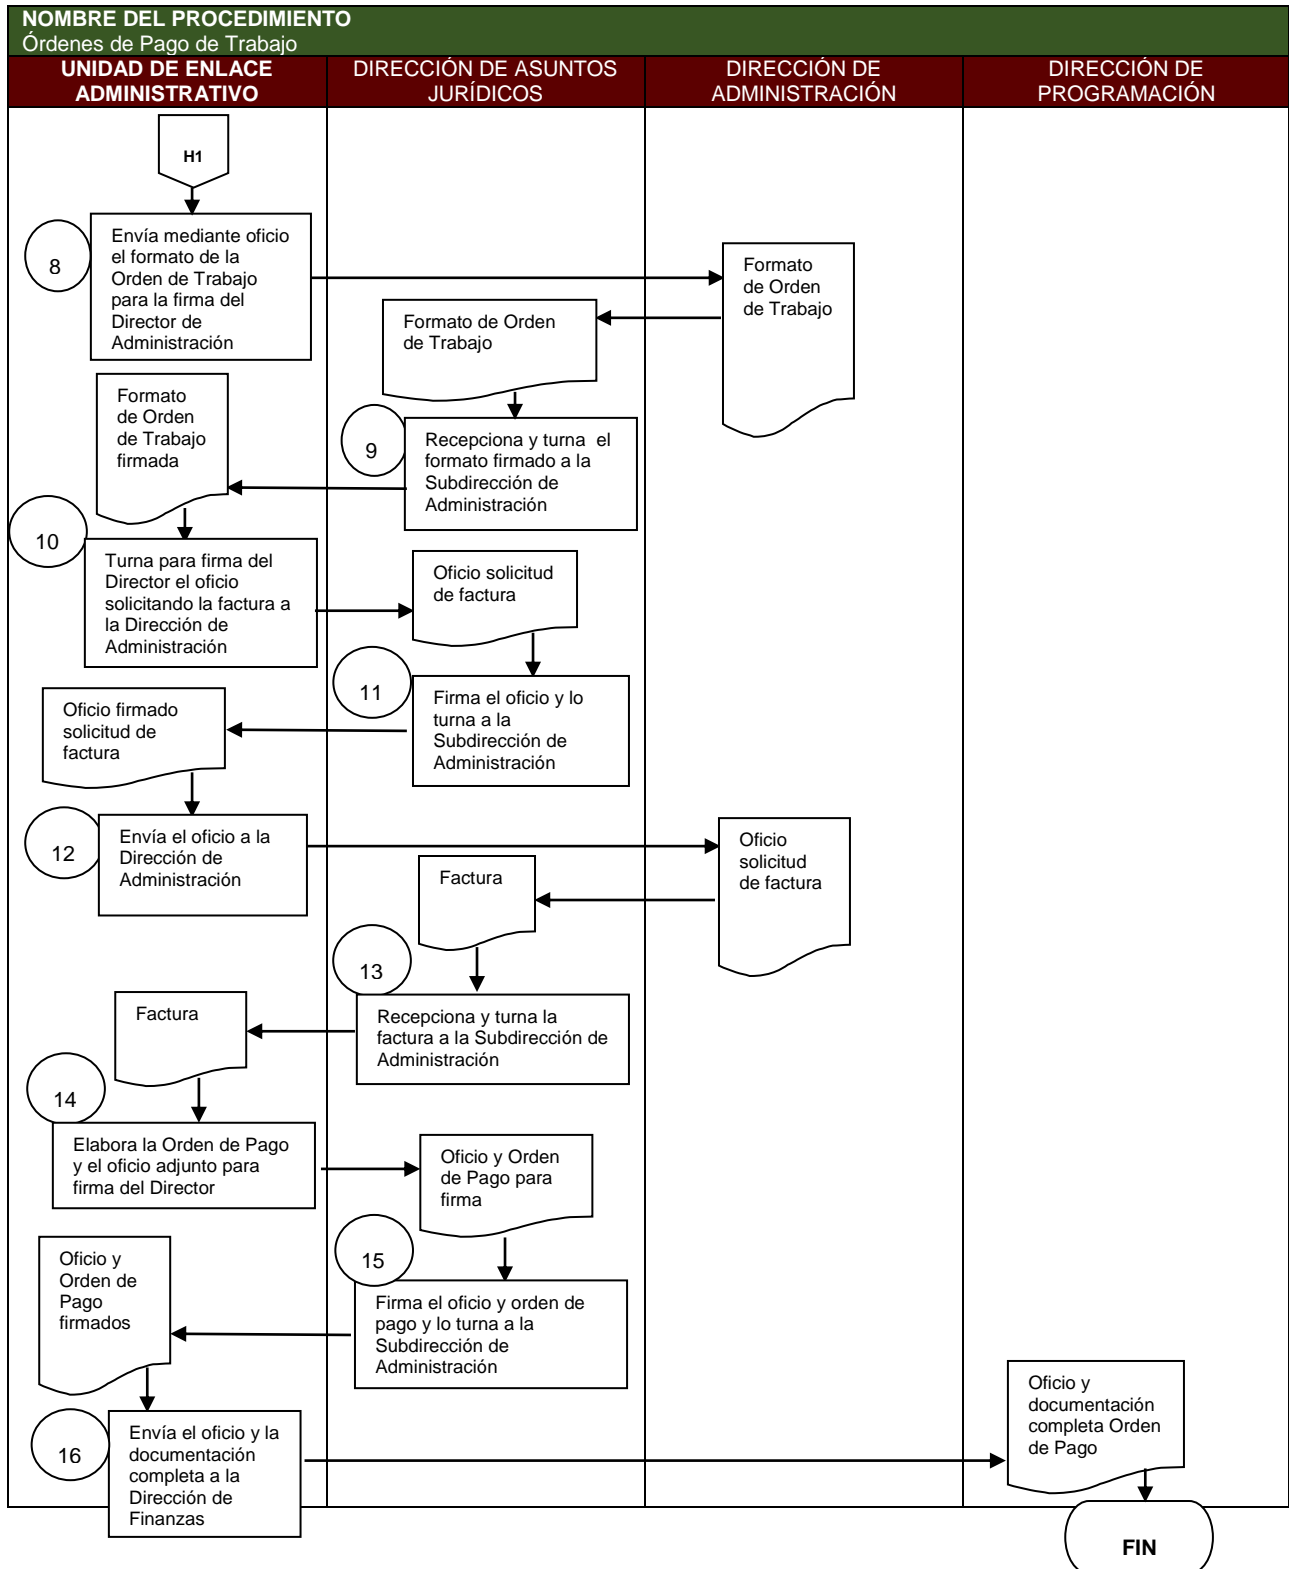 NOMBRE DEL PROCEDIMIENTO
Órdenes de Pago de Trabajo
UNIDAD DE ENLACE
ADMINISTRATIVO
DIRECCIÓN DE ASUNTOS
JURÍDICOS
DIRECCIÓN DE
ADMINISTRACIÓN
DIRECCIÓN DE
PROGRAMACIÓN
H1
8
Envía mediante oficio
el formato de la
Orden de Trabajo
para la firma del
Director de
Administración
Formato
de Orden
de Trabajo
Formato de Orden
de Trabajo
9
Recepciona y turna el
formato firmado a la
Subdirección de
Administración
Formato
de Orden
de Trabajo
firmada
10
Turna para firma del
Director el oficio
solicitando la factura a
la Dirección de
Administración
Oficio solicitud
de factura
11
Firma el oficio y lo
turna a la
Subdirección de
Administración
Oficio firmado
solicitud de
factura
12
Envía el oficio a la
Dirección de
Administración
Oficio
solicitud
de factura
Factura
13
Recepciona y turna la
factura a la Subdirección de
Administración
Factura
14
Elabora la Orden de Pago
y el oficio adjunto para
firma del Director
Oficio y Orden
de Pago para
firma
15
Firma el oficio y orden de
pago y lo turna a la
Subdirección de
Administración
Oficio y
Orden de
Pago
firmados
16
Envía el oficio y la
documentación
completa a la
Dirección de
Finanzas
Oficio y
documentación
completa Orden
de Pago
FIN